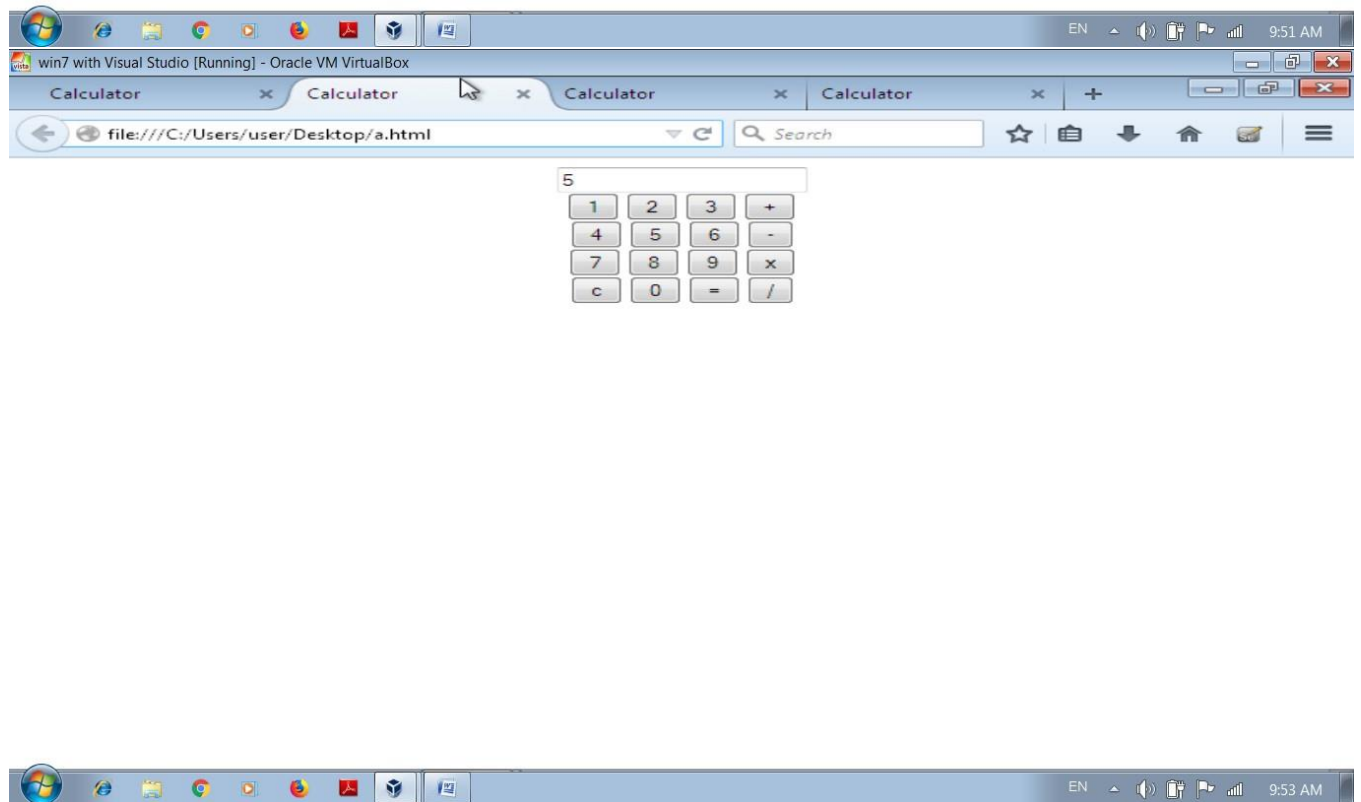 EN 9:51 AM
win7 with Visual Studio [Running] - Oracle VM VirtualBox
Calculator Calculator Calculator Calculator
file:///C:/Users/user/Desktop/a.html Search
5
1 2 3 +
4 5 6 -
7 8 9 x
c 0 = /
EN 9:53 AM